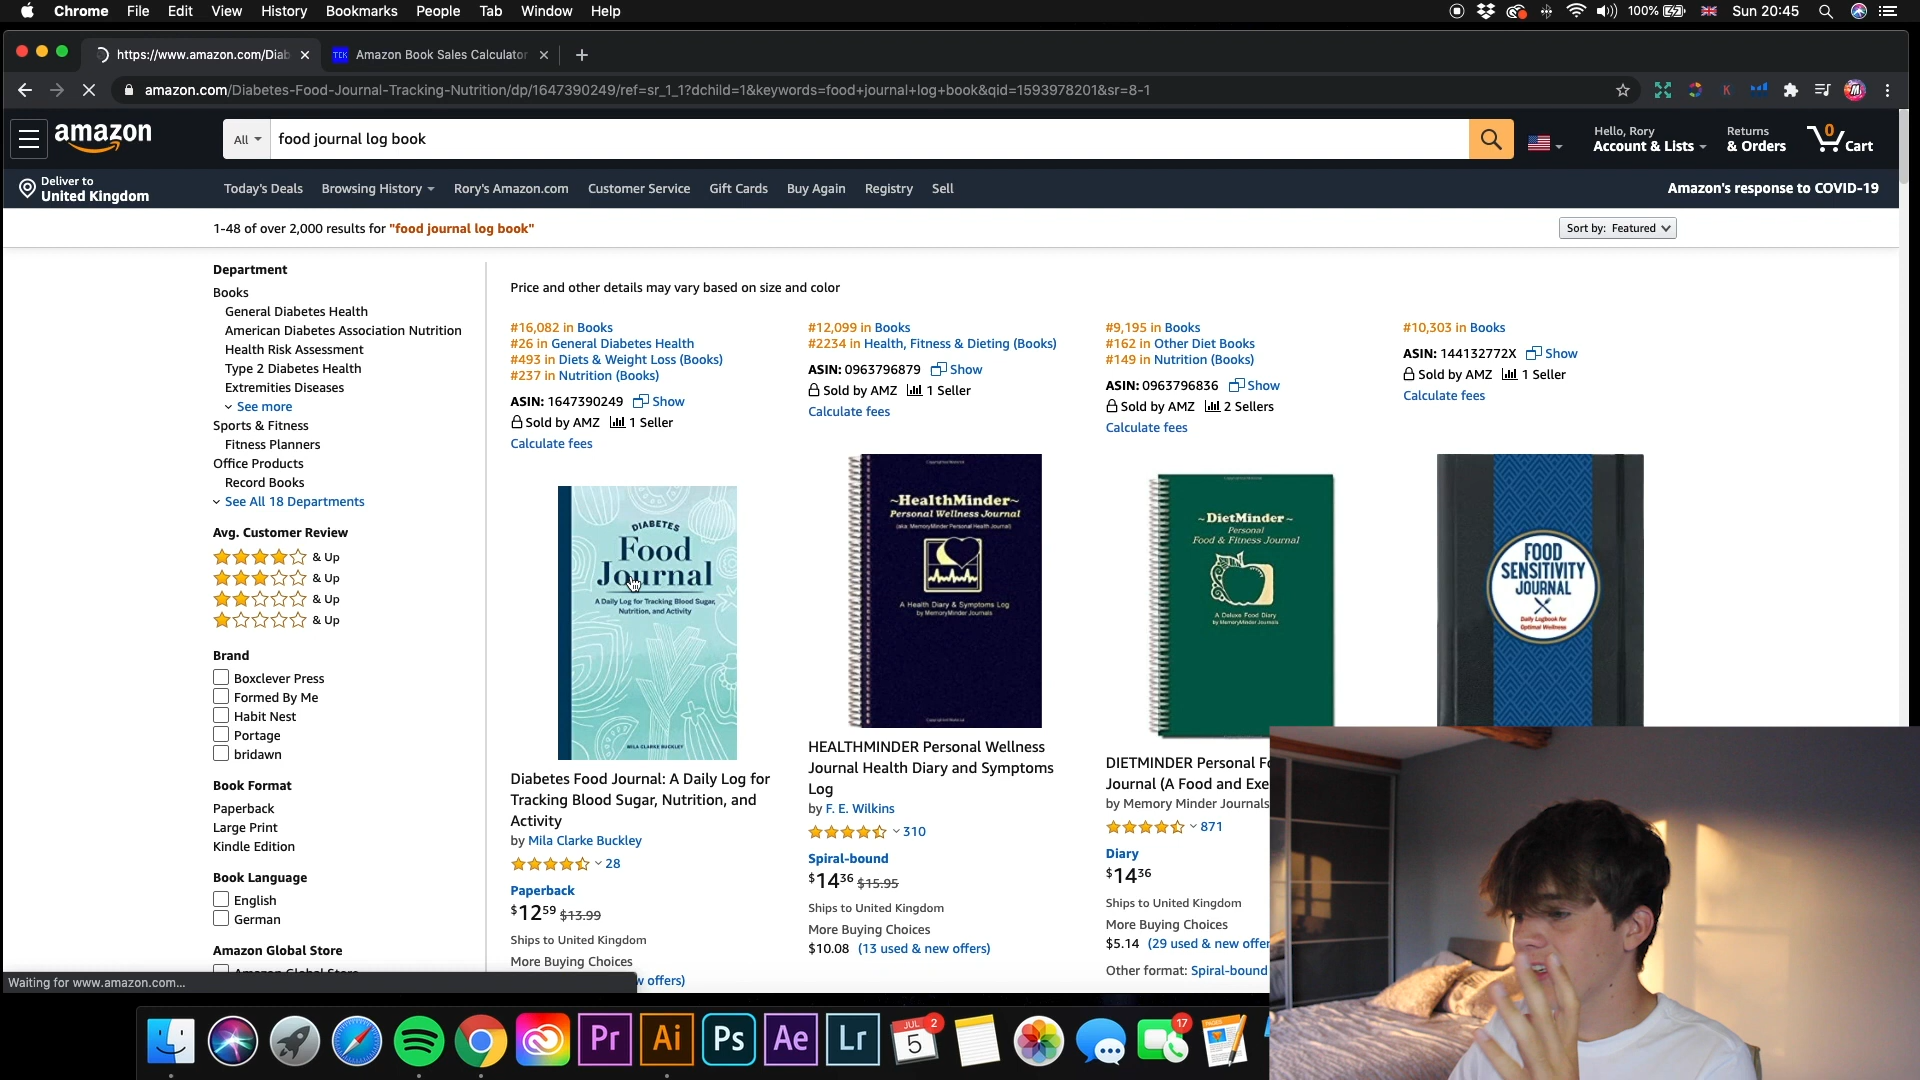 Chrome File Edit View History Bookmarks People Tab Window Help
100% Sun 20:45
https://www.amazon.com/Diab
TCK Amazon Book Sales Calculator
amazon.com/Diabetes-Food-Journal-Tracking-Nutrition/dp/1647390249/ref=sr_1_1?dchild=1&keywords=food+journal+log+book&qid=1593978201&sr=8-1
amazon
All food journal log book
Hello, Rory
Account & Lists
Returns
& Orders
0
Cart
Deliver to
United Kingdom
Today's Deals Browsing History Rory's Amazon.com Customer Service Gift Cards Buy Again Registry Sell
Amazon's response to COVID-19
1-48 of over 2,000 results for "food journal log book"
Sort by: Featured
Department
Books
General Diabetes Health
American Diabetes Association Nutrition
Health Risk Assessment
Type 2 Diabetes Health
Extremities Diseases
See more
Sports & Fitness
Fitness Planners
Office Products
Record Books
See All 18 Departments
Avg. Customer Review
& Up
& Up
& Up
& Up
Brand
Boxclever Press
Formed By Me
Habit Nest
Portage
bridawn
Book Format
Paperback
Large Print
Kindle Edition
Book Language
English
German
Amazon Global Store
Amazon Global Store
Price and other details may vary based on size and color
#16,082 in Books
#26 in General Diabetes Health
#493 in Diets & Weight Loss (Books)
#237 in Nutrition (Books)
ASIN: 1647390249 Show
Sold by AMZ 1 Seller
Calculate fees
DIABETES
Food
Journal
A Daily Log for Tracking Blood Sugar,
Nutrition, and Activity
MILA CLARKE BUCKLEY
Diabetes Food Journal: A Daily Log for
Tracking Blood Sugar, Nutrition, and
Activity
by Mila Clarke Buckley
28
Paperback
$12 59 $13.99
Ships to United Kingdom
More Buying Choices
w offers)
#12,099 in Books
#2234 in Health, Fitness & Dieting (Books)
ASIN: 0963796879 Show
Sold by AMZ 1 Seller
Calculate fees
~HealthMinder~
Personal Wellness Journal
(aka: MemoryMinder Personal Health Journal)
A Health Diary & Symptoms Log
by MemoryMinder Journals
HEALTHMINDER Personal Wellness
Journal Health Diary and Symptoms
Log
by F. E. Wilkins
310
Spiral-bound
$14 36 $15.95
Ships to United Kingdom
More Buying Choices
$10.08 (13 used & new offers)
#9,195 in Books
#162 in Other Diet Books
#149 in Nutrition (Books)
ASIN: 0963796836 Show
Sold by AMZ 2 Sellers
Calculate fees
~DietMinder~
Personal
Food & Fitness Journal
A Deluxe Food Diary
by MemoryMinder Journals
DIETMINDER Personal Fo
Journal (A Food and Exe
by Memory Minder Journals
871
Diary
$14 36
Ships to United Kingdom
More Buying Choices
$5.14 (29 used & new offer
Other format: Spiral-bound
#10,303 in Books
ASIN: 144132772X Show
Sold by AMZ 1 Seller
Calculate fees
FOOD
SENSITIVITY
JOURNAL
Daily Logbook for
Optimal Wellness
Waiting for www.amazon.com...
Pr Ai Ps Ae Lr
JUL
5
2
17